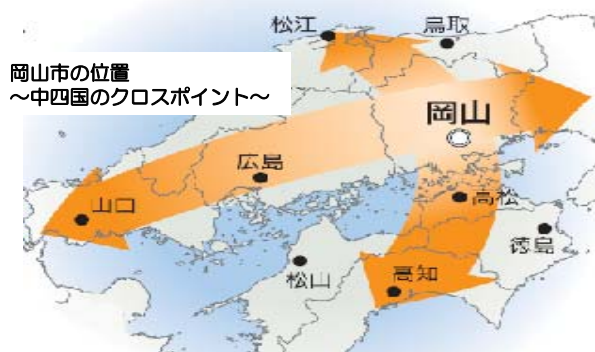 松江
鳥取
岡山市の位置
～中四国のクロスポイント～
岡山
広島
山口
高松
徳島
松山
高知